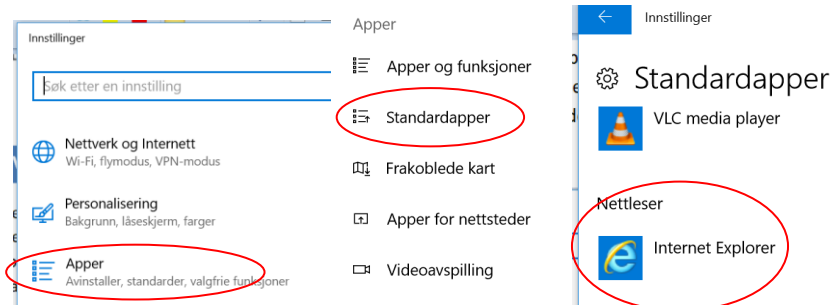 Innstillinger
Søk etter en innstilling
Nettverk og Internett
Wi-Fi, flymodus, VPN-modus
Personalisering
Bakgrunn, låseskjerm, farger
Apper
Avinstaller, standarder, valgfrie funksjoner
Apper
Apper og funksjoner
Standardapper
Frakoblede kart
Apper for nettsteder
Videoavspilling
Innstillinger
Standardapper
VLC media player
Nettleser
Internet Explorer